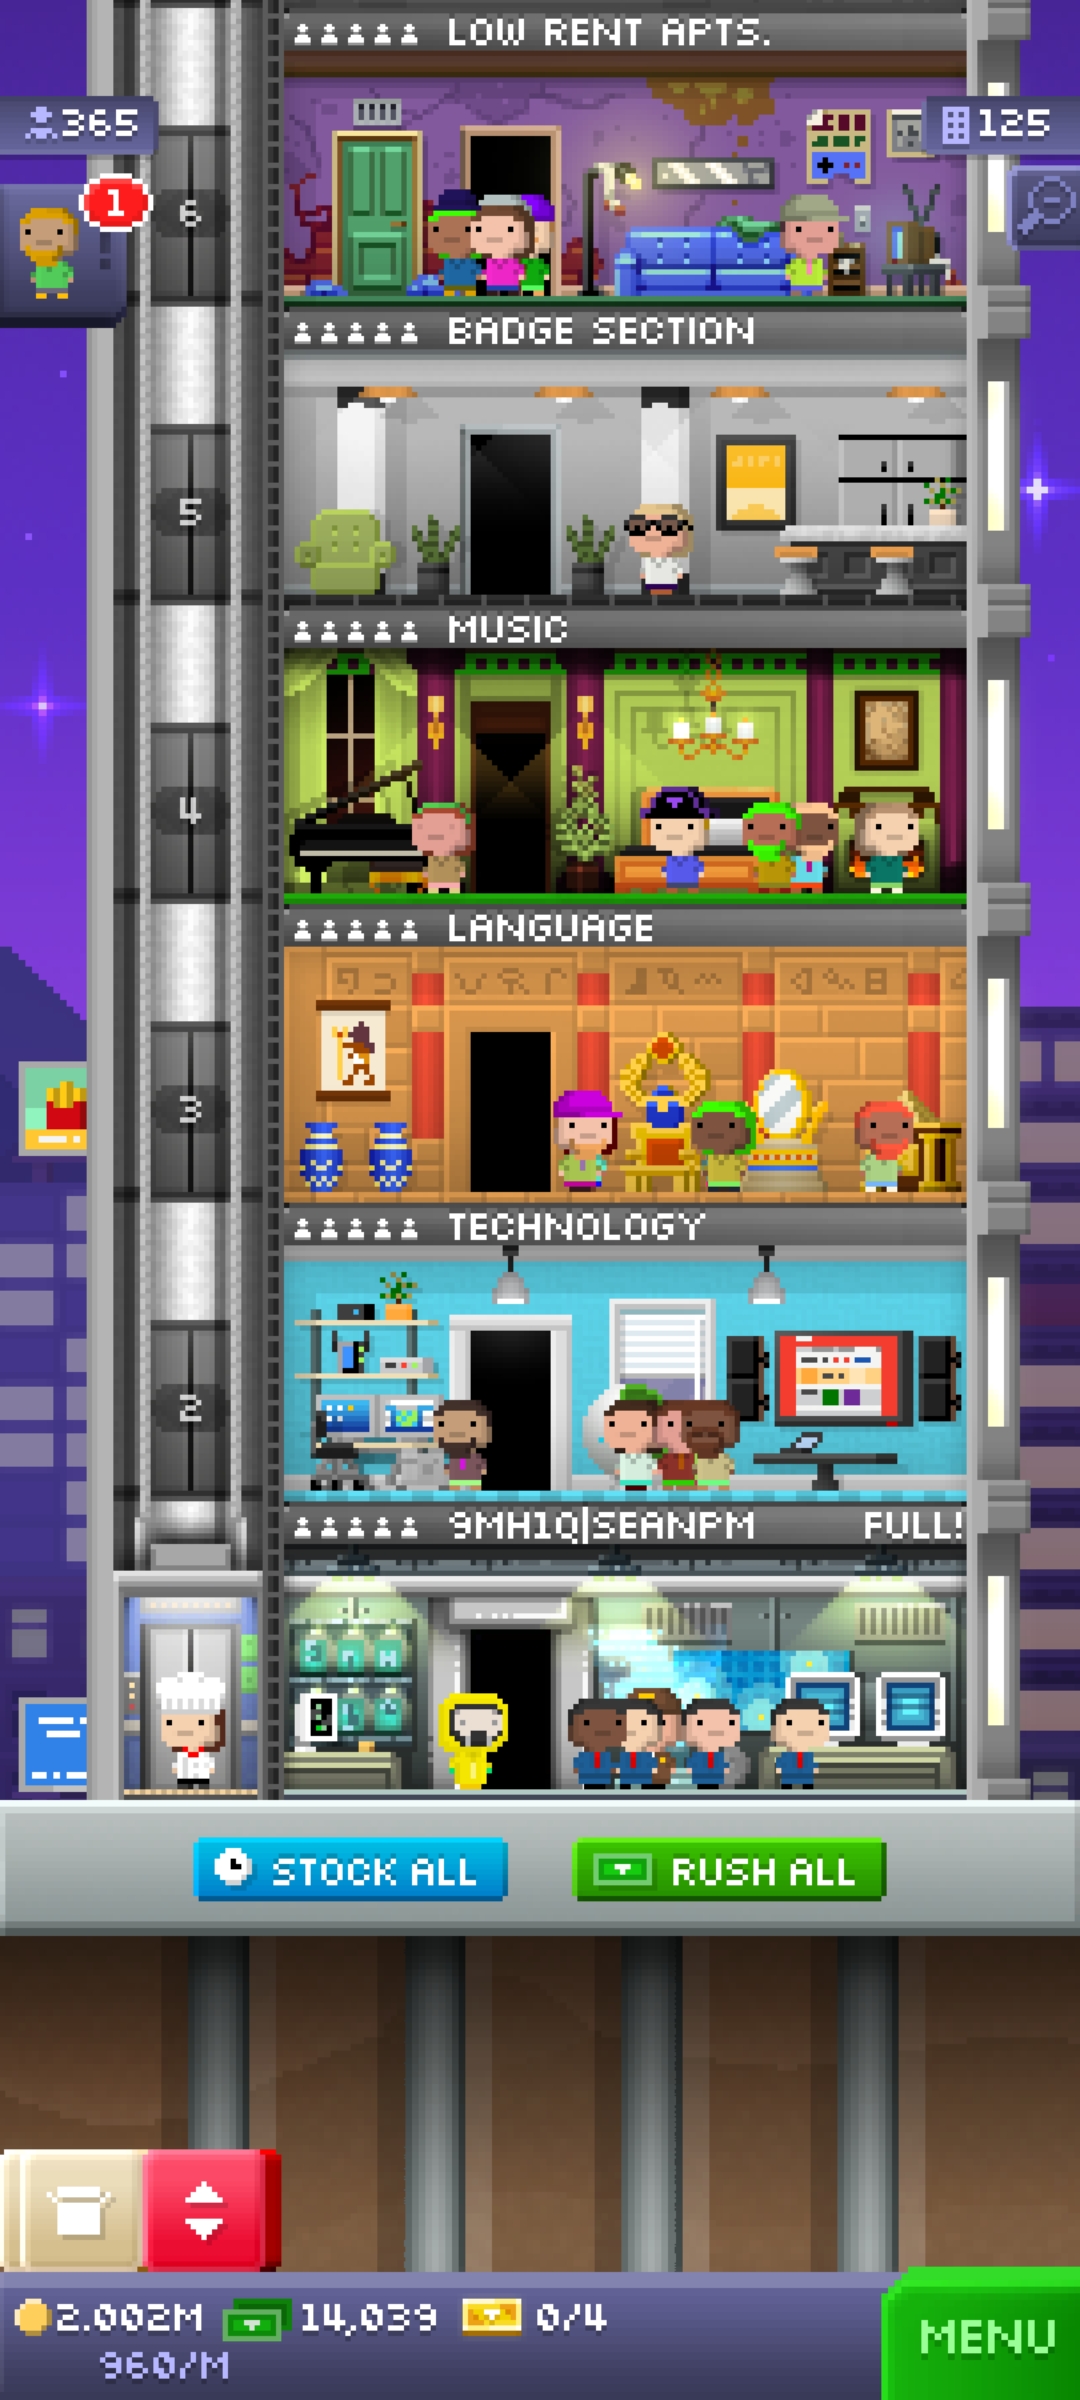 LOW RENT APTS.
365
125
1
6
BADGE SECTION
5
MUSIC
4
LANGUAGE
3
TECHNOLOGY
2
9MH1Q|SEANPM FULL!
STOCK ALL
RUSH ALL
2.002M 14,039 0/4
960/M
MENU